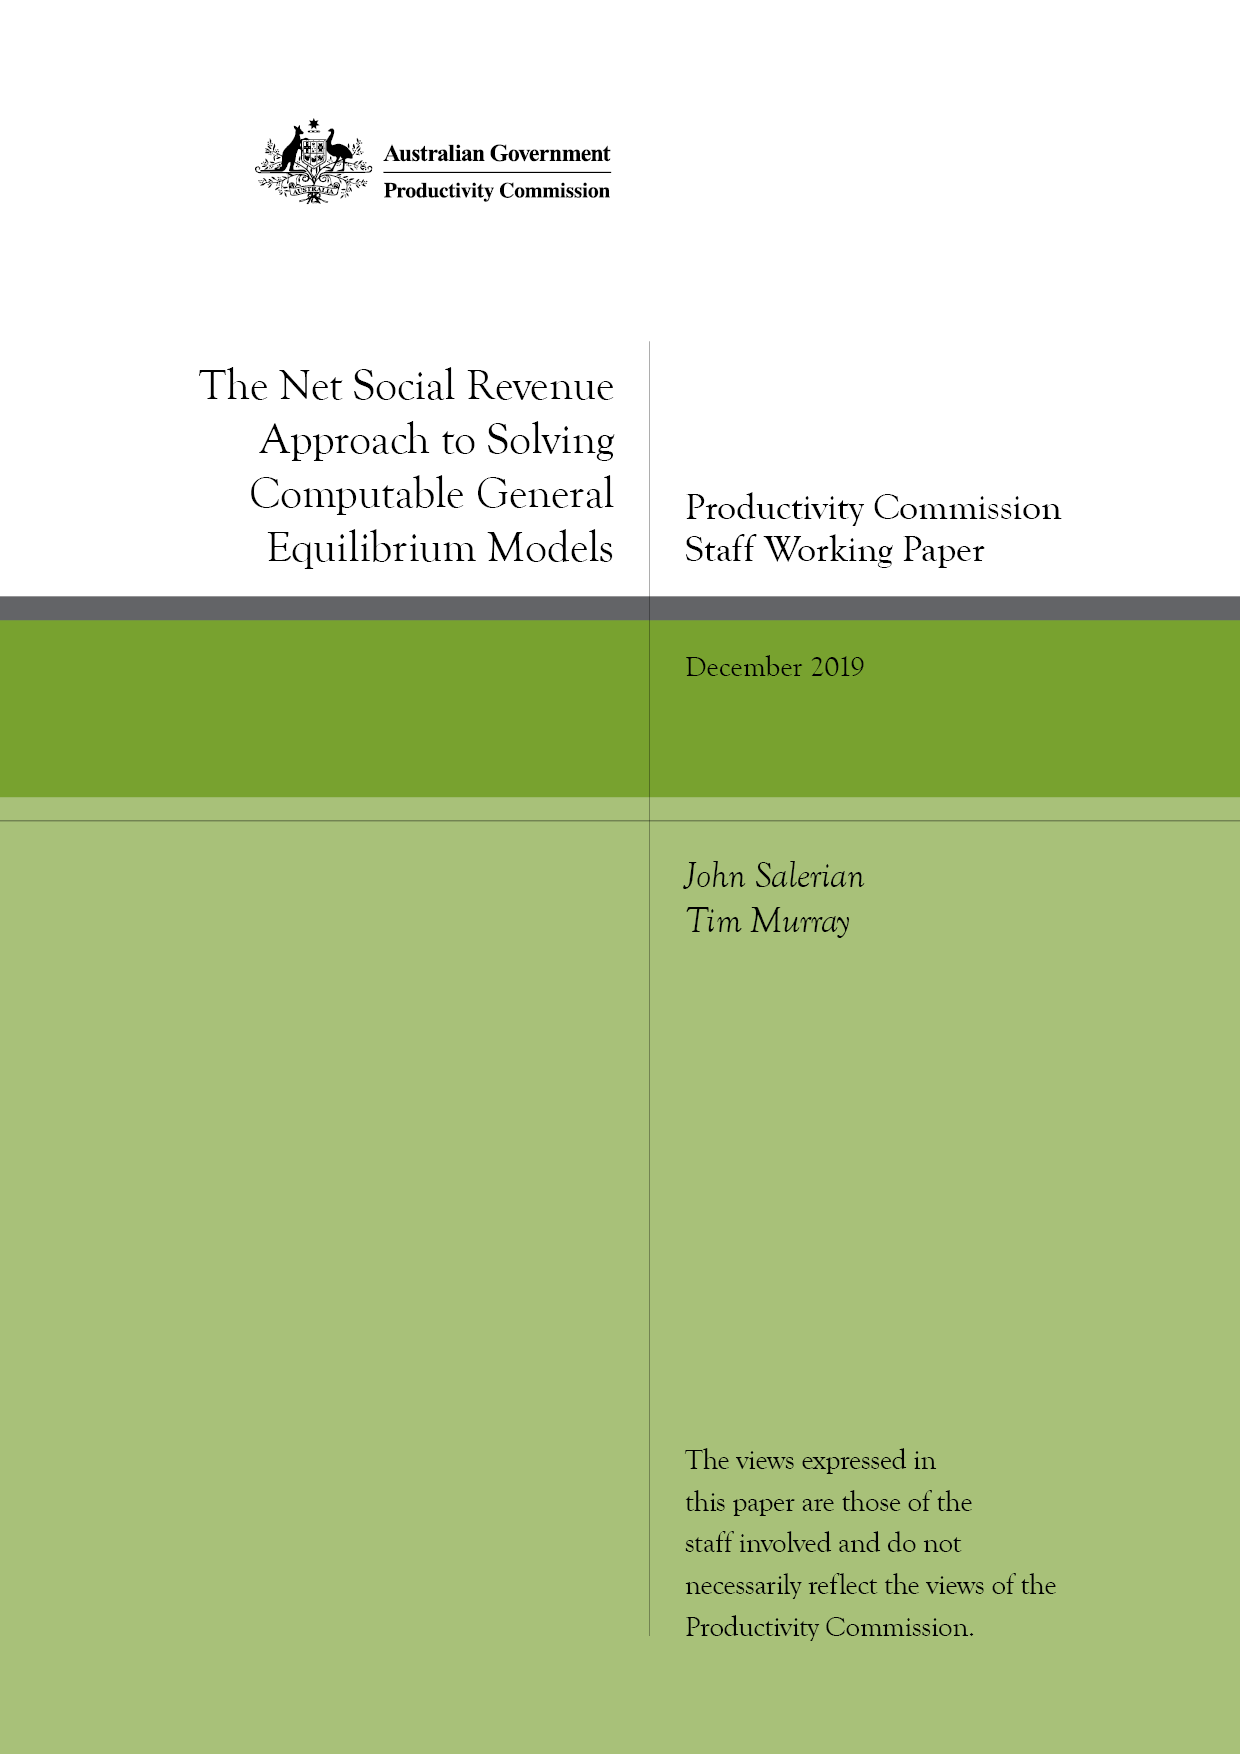 Australian Government
Productivity Commission
The Net Social Revenue
Approach to Solving
Computable General
Equilibrium Models
Productivity Commission
Staff Working Paper
December 2019
John Salerian
Tim Murray
The views expressed in
this paper are those of the
staff involved and do not
necessarily reflect the views of the
Productivity Commission.